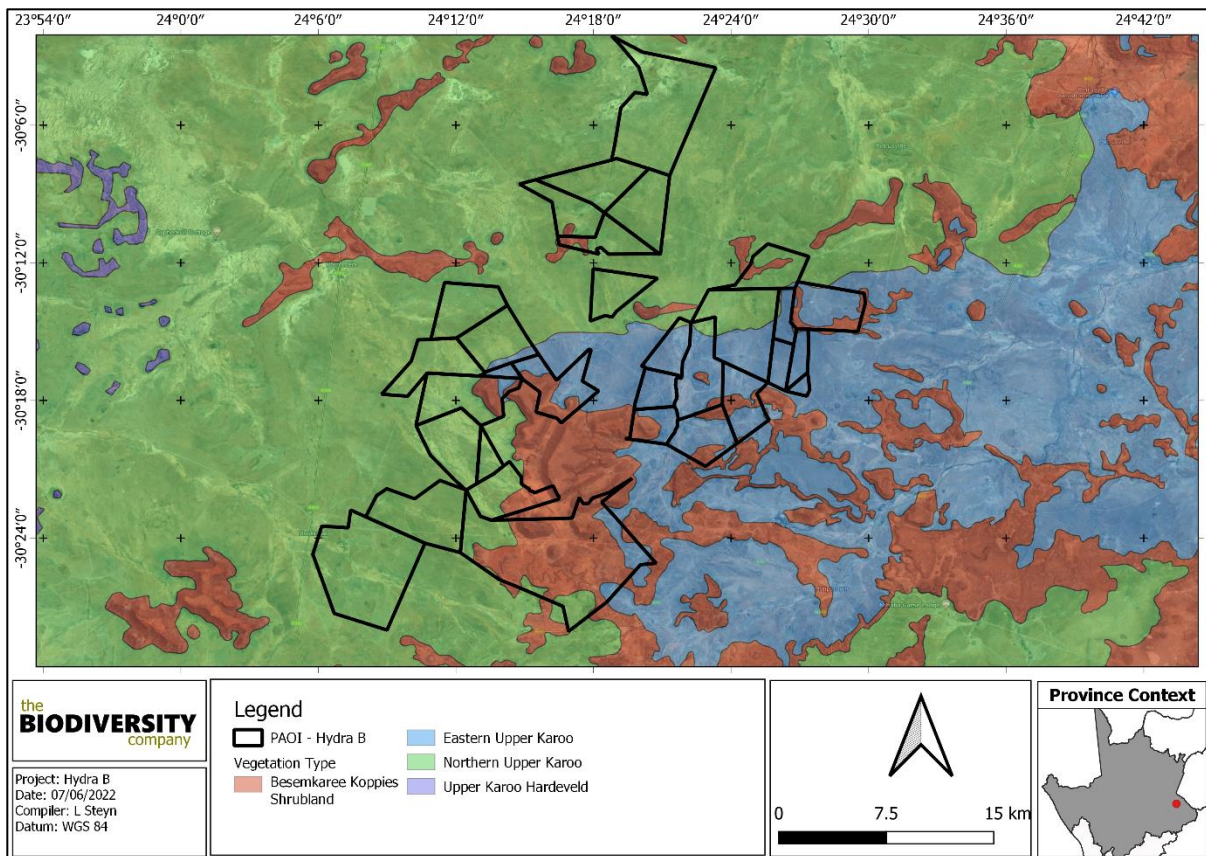 23°54′0″ 24°0′0″ 24°6′0″ 24°12′0″ 24°18′0″ 24°24′0″ 24°30′0″ 24°36′0″ 24°42′0″
-30°6′0″
-30°12′0″
-30°18′0″
-30°24′0″
the
BIODIVERSITY
company
Project: Hydra B
Date: 07/06/2022
Compiler: L Steyn
Datum: WGS 84
Legend
PAOI - Hydra B
Vegetation Type
Besemkaree Koppies
Shrubland
Eastern Upper Karoo
Northern Upper Karoo
Upper Karoo Hardeveld
0 7.5 15 km
Province Context